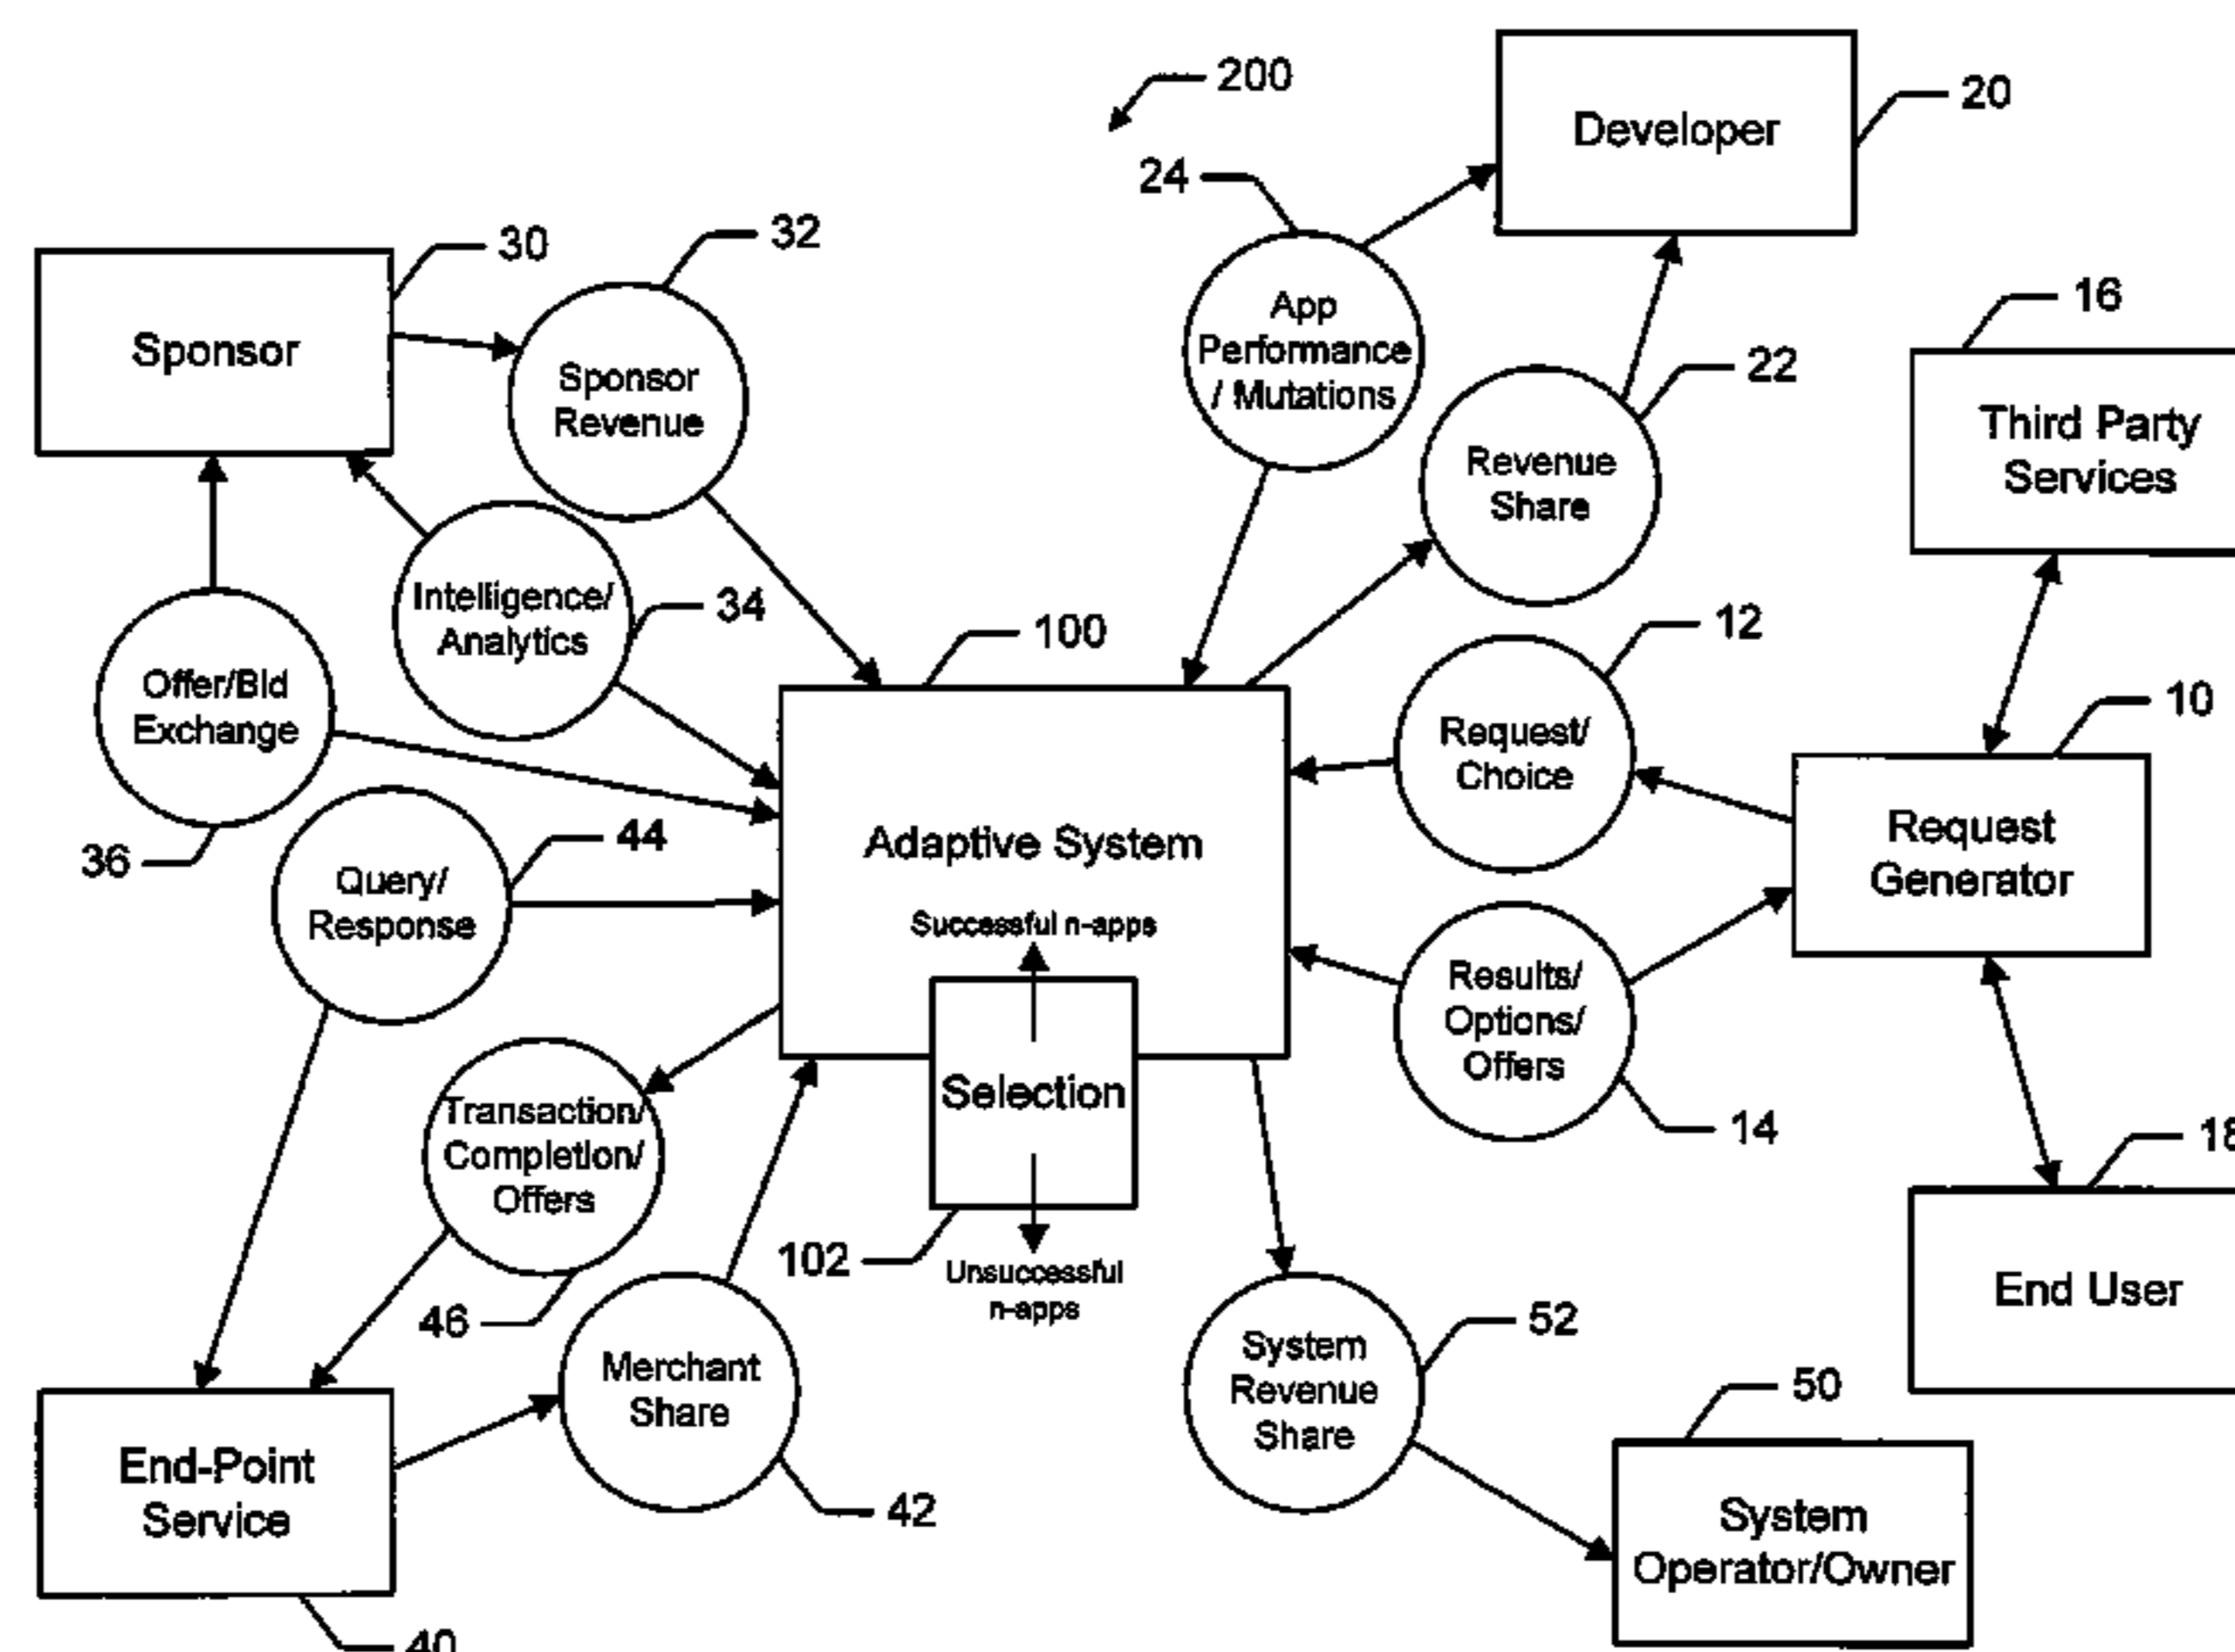 200
Developer
20
24
30
32
App
Performance
/ Mutations
16
Sponsor
Sponsor
Revenue
22
Revenue
Share
Third Party
Services
Intelligence/
Analytics
34
100
12
Offer/Bid
Exchange
Request/
Choice
10
36
44
Query/
Response
Adaptive System
Request
Generator
Successful n-apps
Results/
Options/
Offers
Selection
14
18
Transaction/
Completion/
Offers
102
Unsuccessful
n-apps
46
End User
Merchant
Share
System
Revenue
Share
52
50
End-Point
Service
42
System
Operator/Owner
40